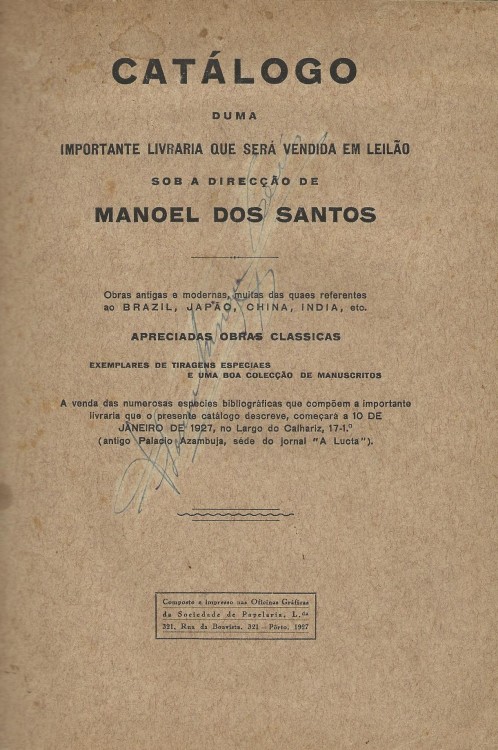 CATÁLOGO
DUMA
IMPORTANTE LIVRARIA QUE SERÁ VENDIDA EM LEILÃO
SOB A DIRECÇÃO DE
MANOEL DOS SANTOS
Obras antigas e modernas, muitas das quaes referentes
ao BRAZIL, JAPÃO, CHINA, INDIA, etc.
APRECIADAS OBRAS CLASSICAS
EXEMPLARES DE TIRAGENS ESPECIAES
E UMA BOA COLECÇÃO DE MANUSCRITOS
A venda das numerosas especies bibliográficas que compõem a importante
livraria que o presente catálogo descreve, começará a 10 DE
JANEIRO DE 1927, no Largo do Calhariz, 17-1.º
(antigo Palacio Azambuja, séde do jornal "A Lucta").
Composto e impresso nas Oficinas Gráficas
da Sociedade de Papelaria, L.da
321, Rua da Boavista, 321 — Pôrto, 1927